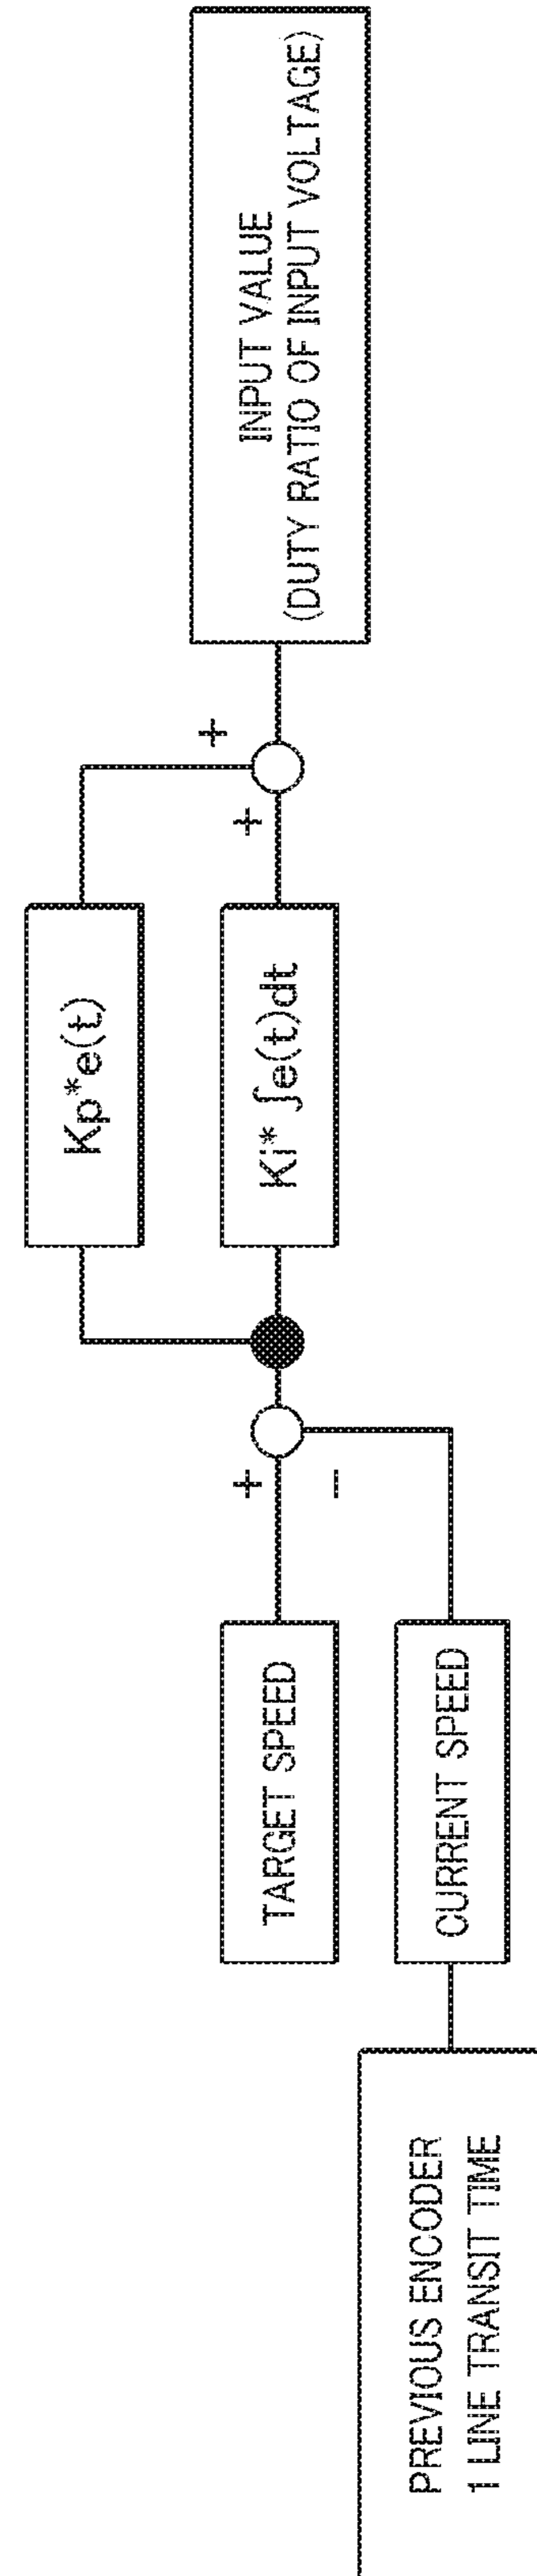 PREVIOUS ENCODER
1 LINE TRANSIT TIME
TARGET SPEED
CURRENT SPEED
+
−
Kp*e(t)
Ki* ∫e(t)dt
+
+
INPUT VALUE
(DUTY RATIO OF INPUT VOLTAGE)